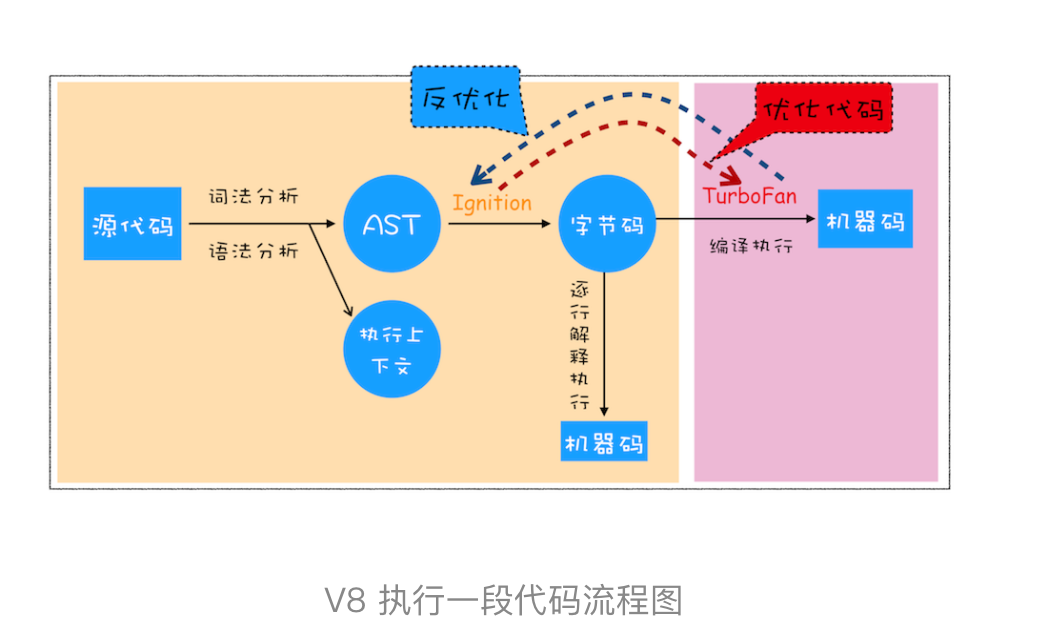 反优化
优化代码
源代码
词法分析
语法分析
AST
Ignition
字节码
TurboFan
编译执行
机器码
执行上
下文
逐
行
解
释
执
行
机器码
V8 执行一段代码流程图